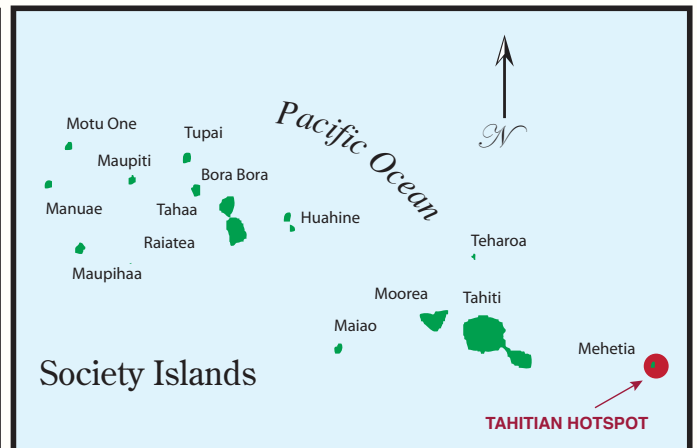 Pacific Ocean
N
Motu One
Tupai
Maupiti
Bora Bora
Manuae
Tahaa
Huahine
Raiatea
Maupihaa
Teharoa
Moorea
Tahiti
Maiao
Mehetia
Society Islands
TAHITIAN HOTSPOT